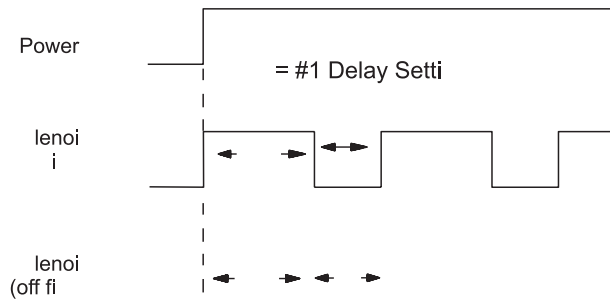 Power
= #1 Delay Setti
lenoi
i
lenoi
(off fi